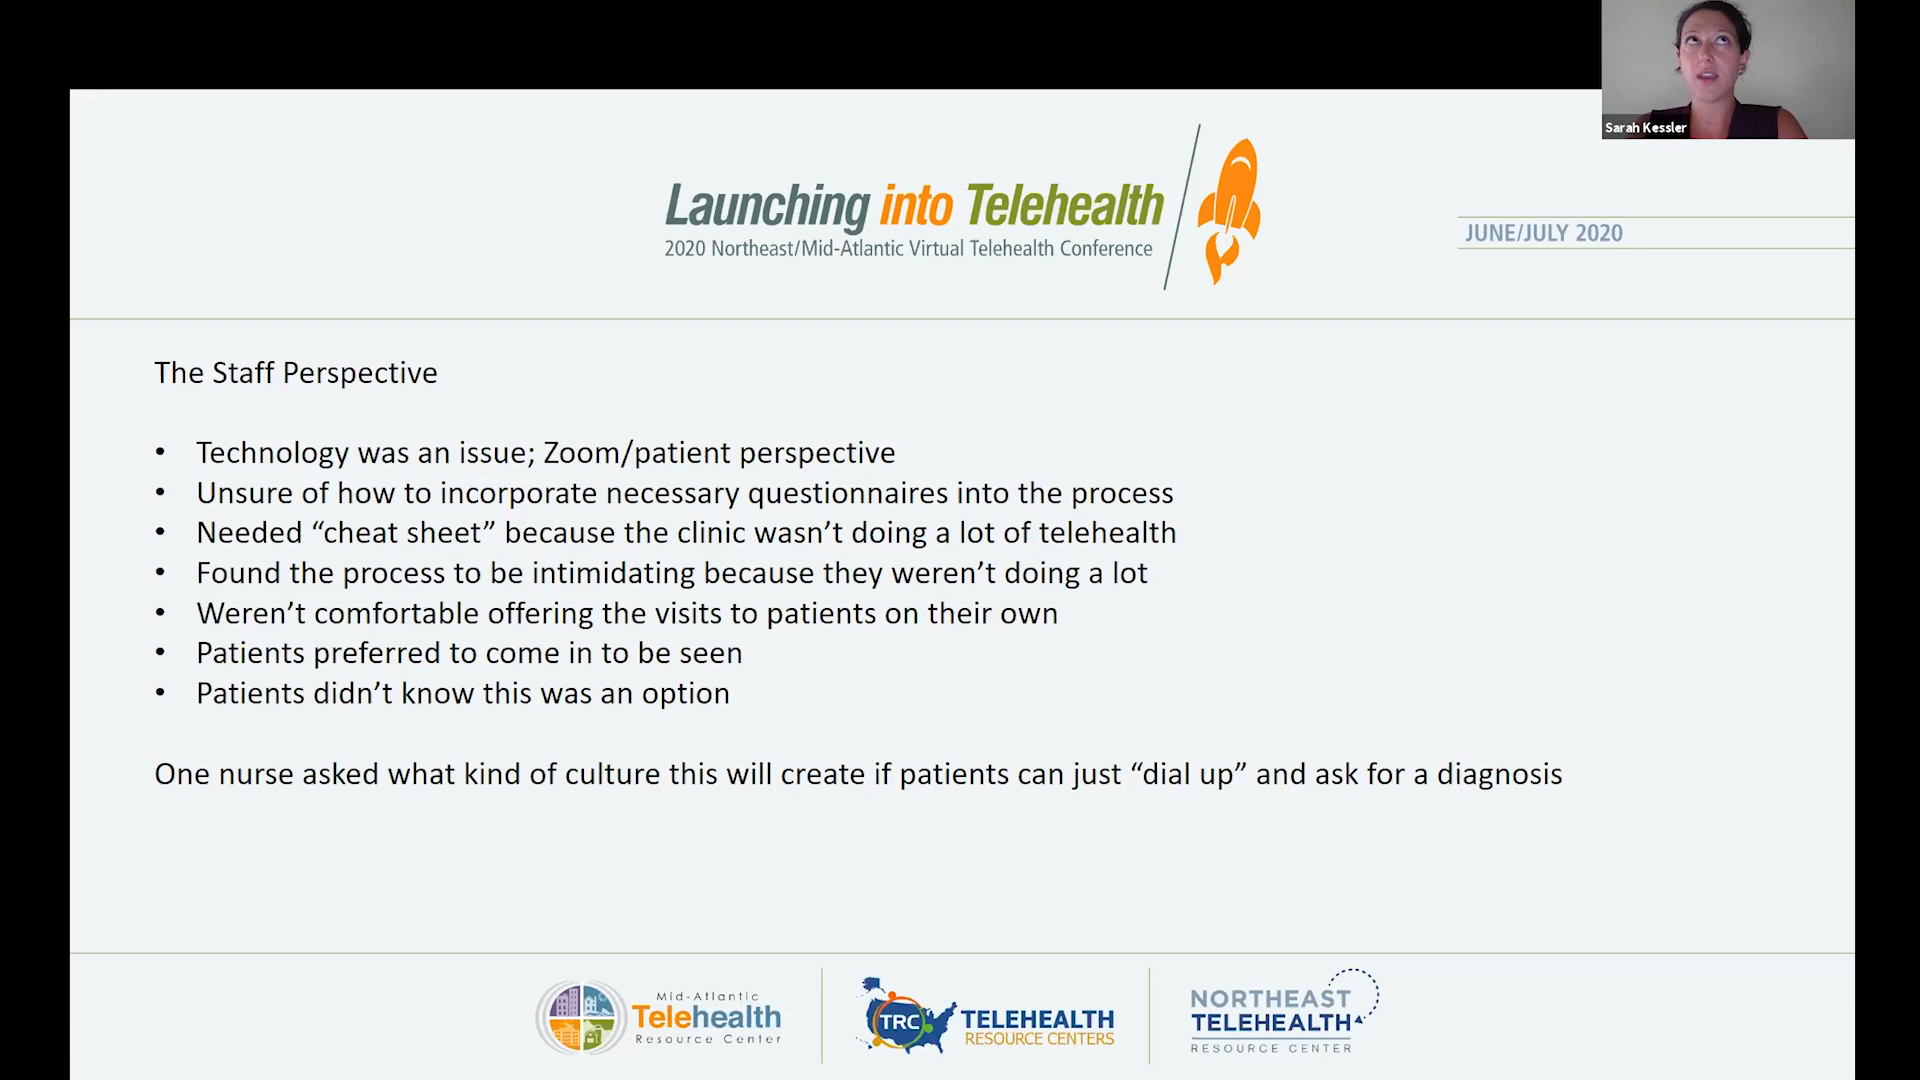 Sarah Kessler
Launching into Telehealth
2020 Northeast/Mid-Atlantic Virtual Telehealth Conference
JUNE/JULY 2020
The Staff Perspective
• Technology was an issue; Zoom/patient perspective
• Unsure of how to incorporate necessary questionnaires into the process
• Needed “cheat sheet” because the clinic wasn’t doing a lot of telehealth
• Found the process to be intimidating because they weren’t doing a lot
• Weren’t comfortable offering the visits to patients on their own
• Patients preferred to come in to be seen
• Patients didn’t know this was an option
One nurse asked what kind of culture this will create if patients can just “dial up” and ask for a diagnosis
Mid-Atlantic
Telehealth
Resource Center
TRC
TELEHEALTH
RESOURCE CENTERS
NORTHEAST
TELEHEALTH
RESOURCE CENTER